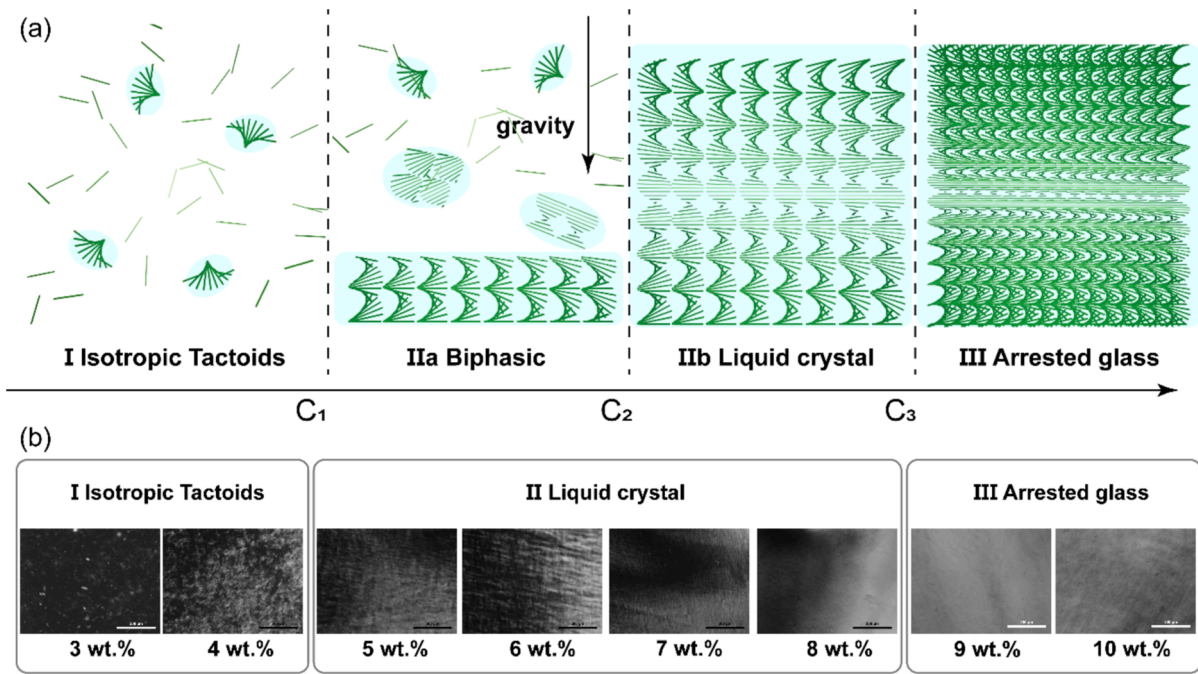 (a)
gravity
I Isotropic Tactoids
IIa Biphasic
IIb Liquid crystal
III Arrested glass
C₁
C₂
C₃
(b)
I Isotropic Tactoids
II Liquid crystal
III Arrested glass
3 wt.%
4 wt.%
5 wt.%
6 wt.%
7 wt.%
8 wt.%
9 wt.%
10 wt.%